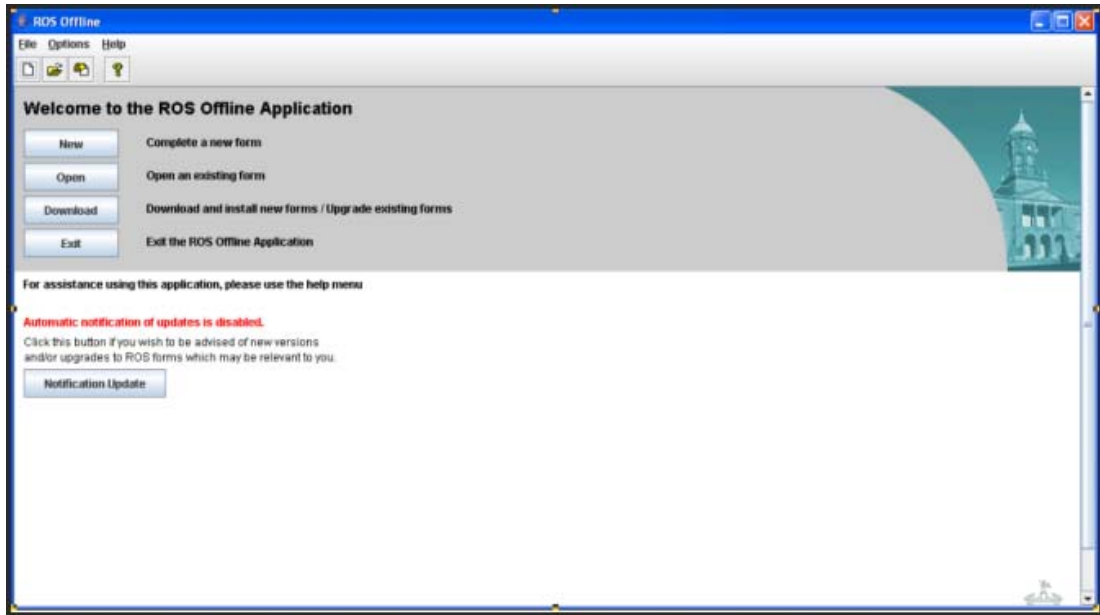 ROS Offline
File Options Help
Welcome to the ROS Offline Application
New Complete a new form
Open Open an existing form
Download Download and install new forms / Upgrade existing forms
Exit Exit the ROS Offline Application
For assistance using this application, please use the help menu
Automatic notification of updates is disabled.
Click this button if you wish to be advised of new versions
and/or upgrades to ROS forms which may be relevant to you.
Notification Update